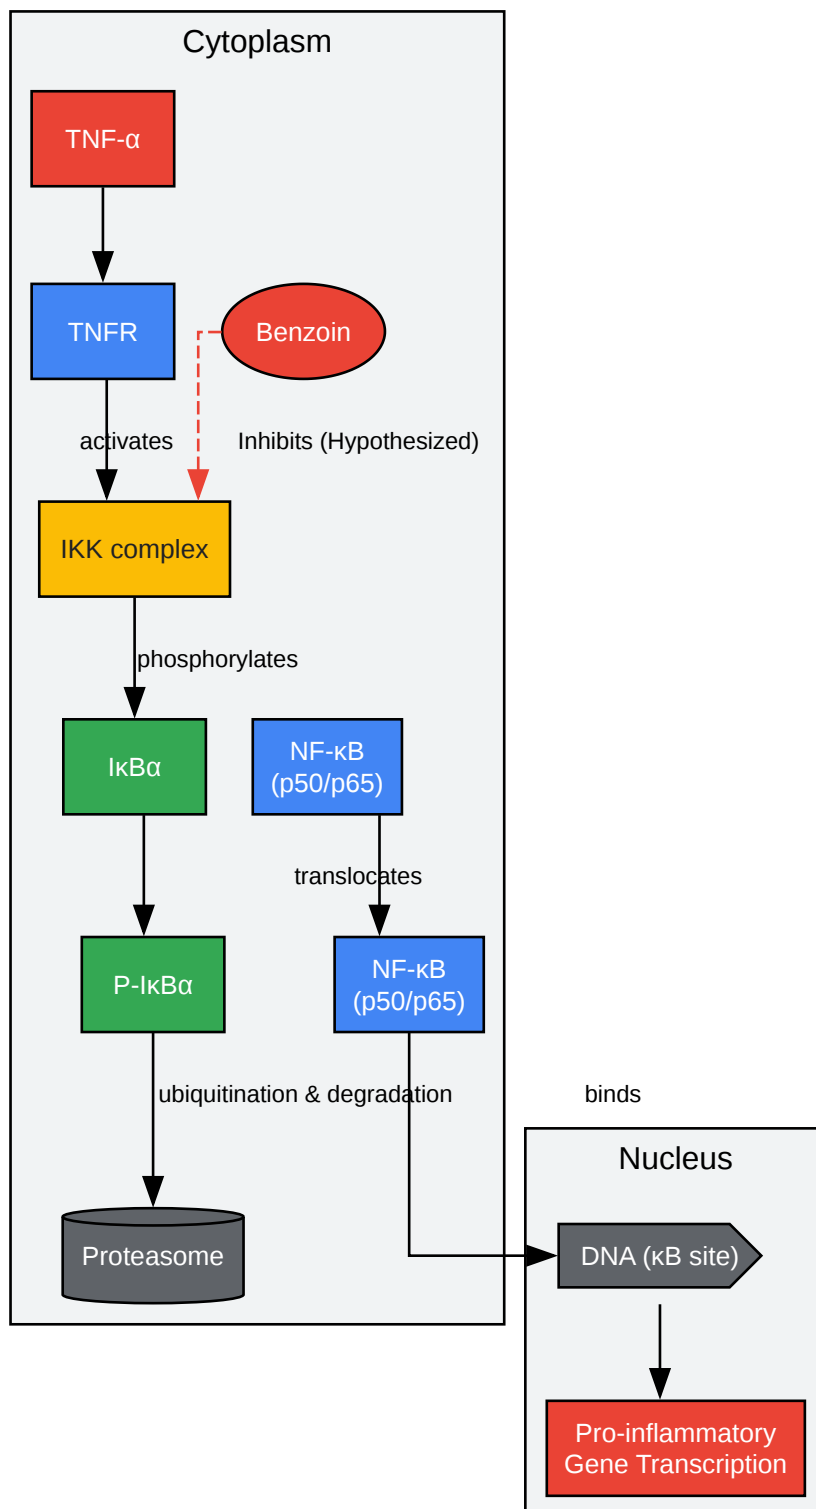 Cytoplasm
TNF-α
TNFR
Benzoin
activates
Inhibits (Hypothesized)
IKK complex
phosphorylates
IκBα
NF-κB
(p50/p65)
translocates
P-IκBα
NF-κB
(p50/p65)
ubiquitination & degradation
binds
Nucleus
Proteasome
DNA (κB site)
Pro-inflammatory
Gene Transcription